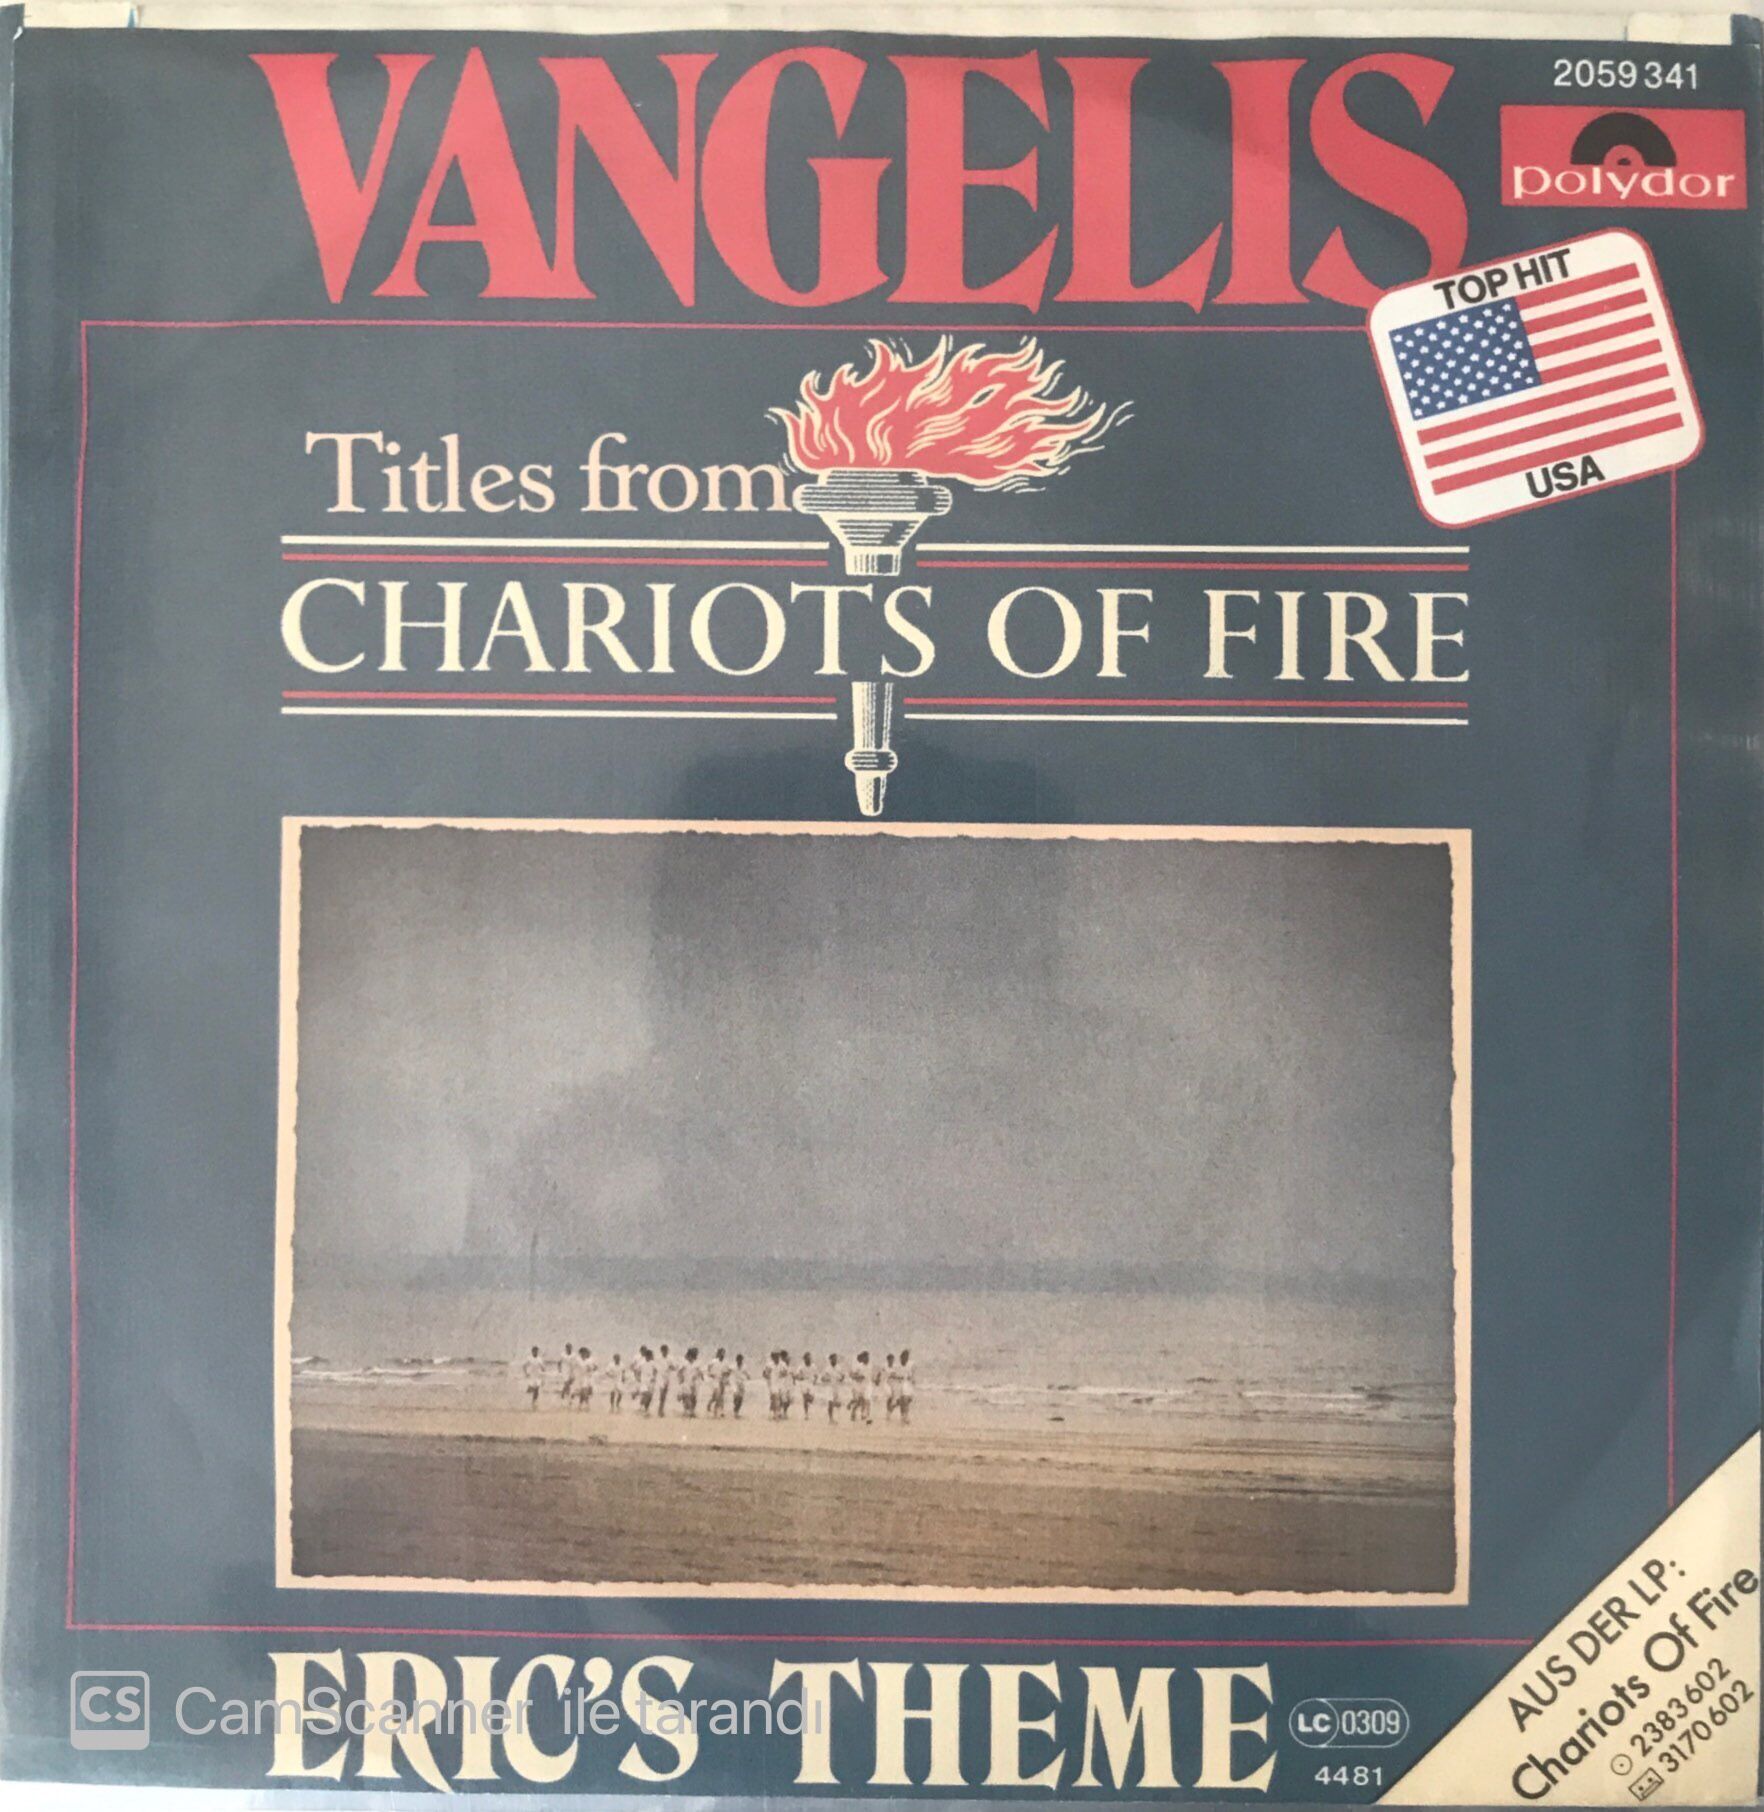 VANGELIS
2059 341
polydor
TOP HIT
USA
Titles from
CHARIOTS OF FIRE
ERIC'S THEME
LC 0309
4481
AUS DER LP:
Chariots Of Fire
2383 602
3170 602
CS CamScanner ile tarandı